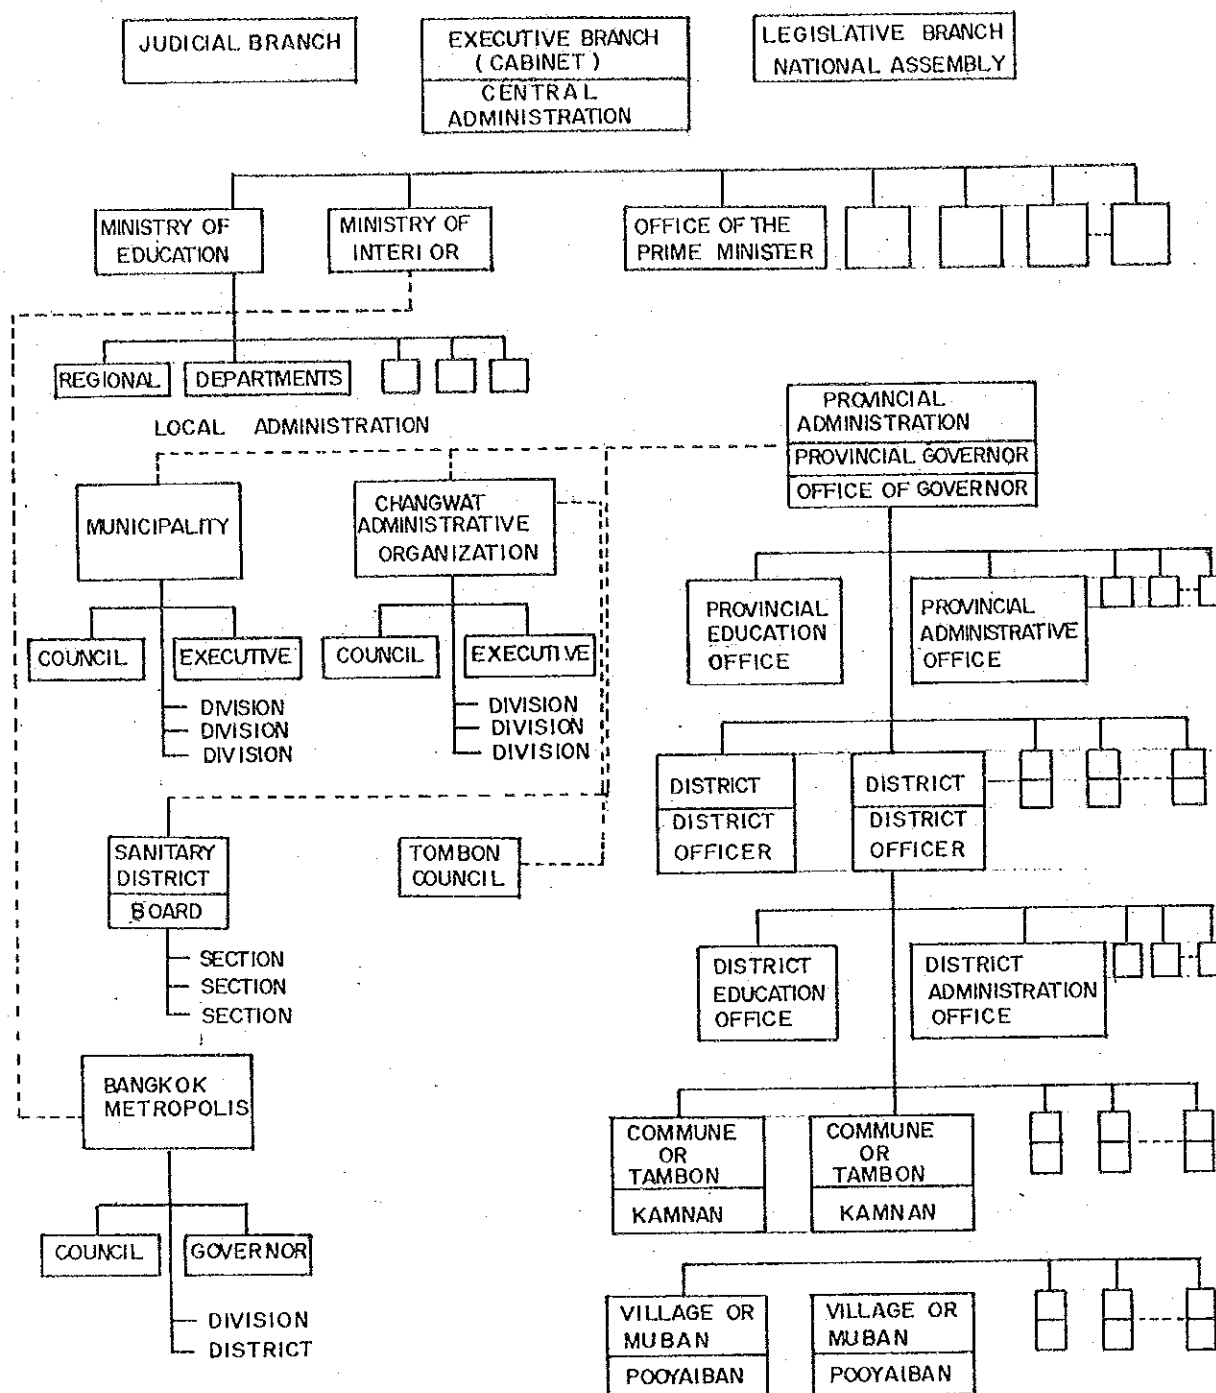 JUDICIAL BRANCH
EXECUTIVE BRANCH
(CABINET)
CENTRAL
ADMINISTRATION
LEGISLATIVE BRANCH
NATIONAL ASSEMBLY
MINISTRY OF
EDUCATION
MINISTRY OF
INTERIOR
OFFICE OF THE
PRIME MINISTER
REGIONAL
DEPARTMENTS
LOCAL ADMINISTRATION
PROVINCIAL
ADMINISTRATION
PROVINCIAL GOVERNOR
OFFICE OF GOVERNOR
MUNICIPALITY
CHANGWAT
ADMINISTRATIVE
ORGANIZATION
COUNCIL
EXECUTIVE
DIVISION
DIVISION
DIVISION
COUNCIL
EXECUTIVE
DIVISION
DIVISION
DIVISION
PROVINCIAL
EDUCATION
OFFICE
PROVINCIAL
ADMINISTRATIVE
OFFICE
DISTRICT
DISTRICT
OFFICER
DISTRICT
DISTRICT
OFFICER
SANITARY
DISTRICT
BOARD
SECTION
SECTION
SECTION
TOMBON
COUNCIL
DISTRICT
EDUCATION
OFFICE
DISTRICT
ADMINISTRATION
OFFICE
BANGKOK
METROPOLIS
COUNCIL
GOVERNOR
DIVISION
DISTRICT
COMMUNE
OR
TAMBON
KAMNAN
COMMUNE
OR
TAMBON
KAMNAN
VILLAGE OR
MUBAN
POOYAIBAN
VILLAGE OR
MUBAN
POOYAIBAN